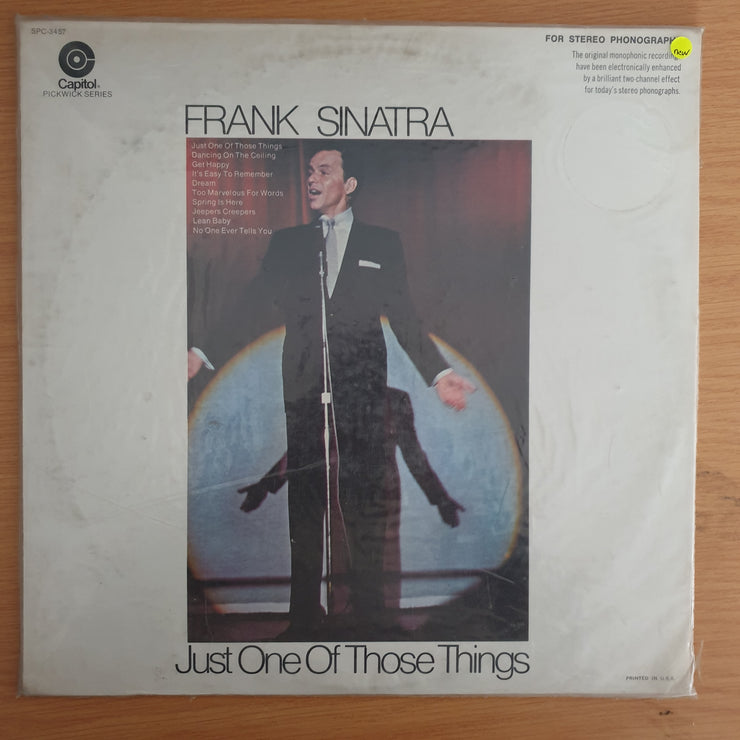 SPC-3457
Capitol®
PICKWICK SERIES
FOR STEREO PHONOGRAPH
new
The original monophonic recordings
have been electronically enhanced
by a brilliant two-channel effect
for today's stereo phonographs.
FRANK SINATRA
Just One Of Those Things
Dancing On The Ceiling
Get Happy
It's Easy To Remember
Dream
Too Marvelous For Words
Spring Is Here
Jeepers Creepers
Lean Baby
No One Ever Tells You
Just One Of Those Things
PRINTED IN U.S.A.